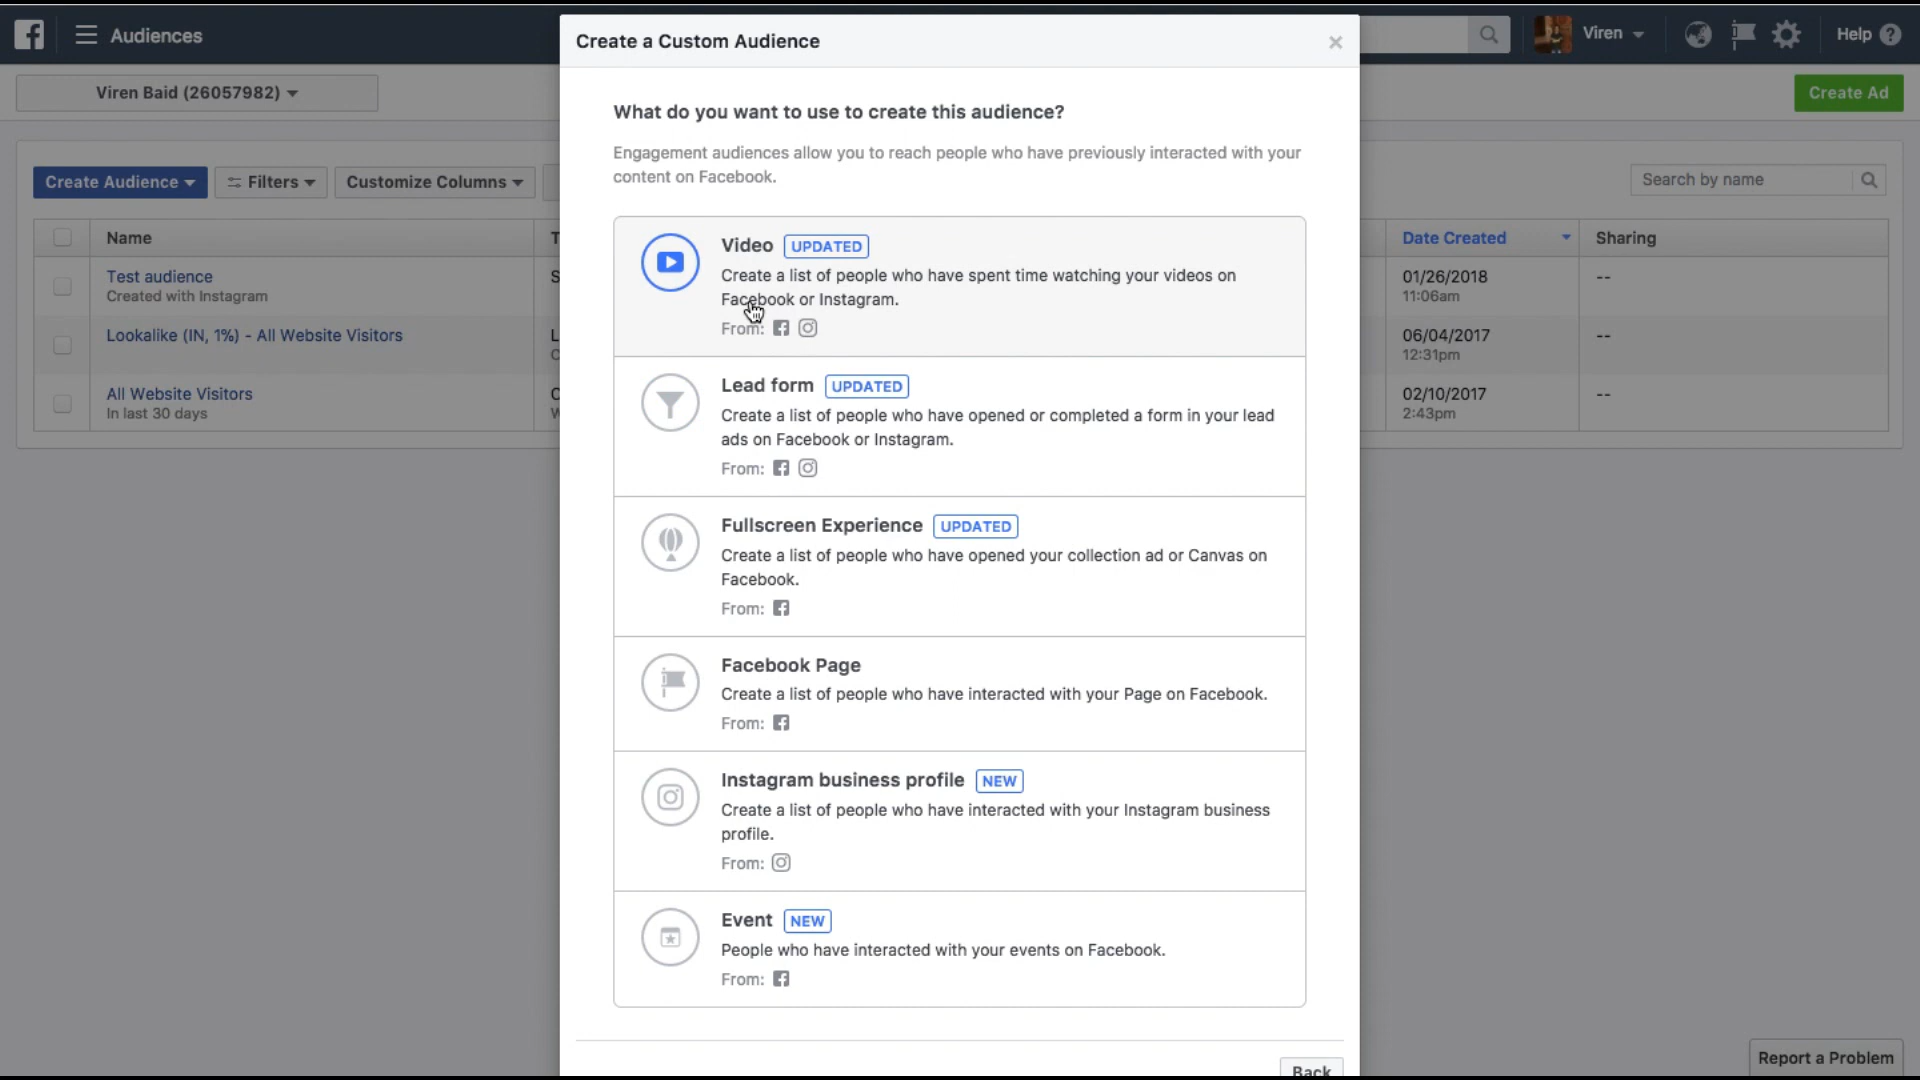 Audiences
Create a Custom Audience
×
Viren
Help ?
Viren Baid (26057982)
Create Ad
What do you want to use to create this audience?
Engagement audiences allow you to reach people who have previously interacted with your
content on Facebook.
Create Audience
Filters
Customize Columns
Search by name
Name
T
Date Created
Sharing
Test audience
Created with Instagram
S
01/26/2018
11:06am
--
Lookalike (IN, 1%) - All Website Visitors
L
C
06/04/2017
12:31pm
--
All Website Visitors
In last 30 days
C
W
02/10/2017
2:43pm
--
Video UPDATED
Create a list of people who have spent time watching your videos on
Facebook or Instagram.
From:
Lead form UPDATED
Create a list of people who have opened or completed a form in your lead
ads on Facebook or Instagram.
From:
Fullscreen Experience UPDATED
Create a list of people who have opened your collection ad or Canvas on
Facebook.
From:
Facebook Page
Create a list of people who have interacted with your Page on Facebook.
From:
Instagram business profile NEW
Create a list of people who have interacted with your Instagram business
profile.
From:
Event NEW
People who have interacted with your events on Facebook.
From:
Back
Report a Problem